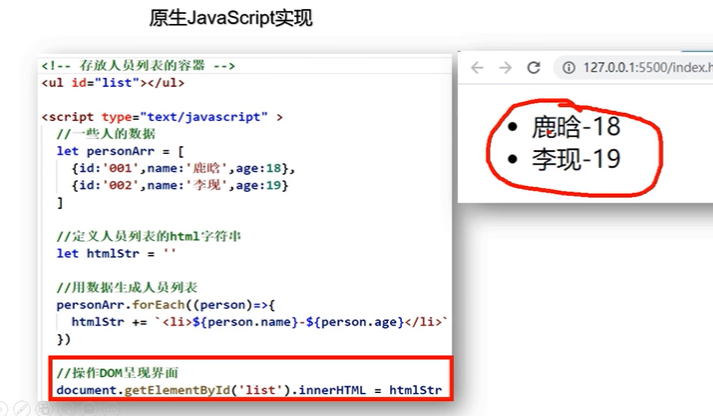 原生JavaScript实现
<!-- 存放人员列表的容器 -->
<ul id="list"></ul>
<script type="text/javascript" >
//一些人的数据
let personArr = [
{id:'001',name:'鹿晗',age:18},
{id:'002',name:'李现',age:19}
]
//定义人员列表的html字符串
let htmlStr = ''
//用数据生成人员列表
personArr.forEach((person)=>{
htmlStr += `<li>${person.name}-${person.age}</li>`
})
//操作DOM呈现界面
document.getElementById('list').innerHTML = htmlStr
127.0.0.1:5500/index.h
• 鹿晗-18
• 李现-19